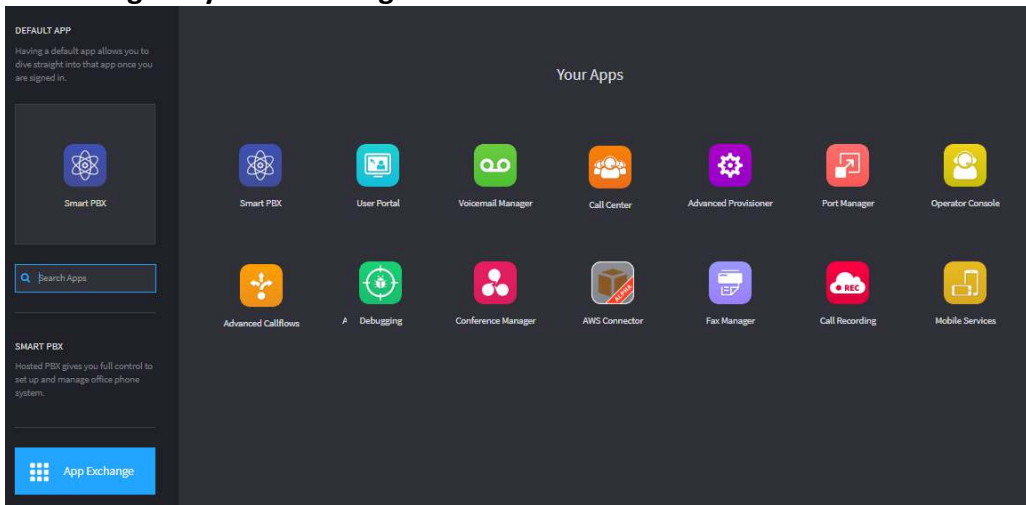 DEFAULT APP
Having a default app allows you to
dive straight into that app once you
are signed in.
Smart PBX
Search Apps
SMART PBX
Hosted PBX gives you full control to
set up and manage office phone
system.
App Exchange
Your Apps
Smart PBX
User Portal
Voicemail Manager
Call Center
Advanced Provisioner
Port Manager
Operator Console
Advanced Callflows
A Debugging
Conference Manager
ALPHA
AWS Connector
Fax Manager
REC
Call Recording
Mobile Services